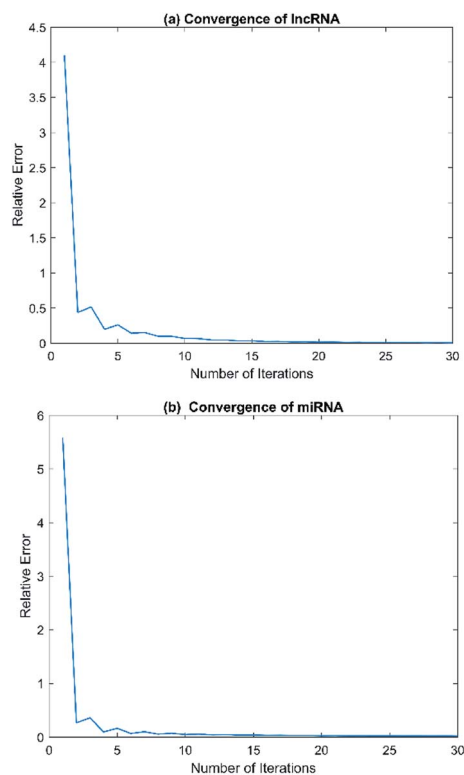 (a) Convergence of lncRNA
4.5
4
3.5
3
2.5
2
1.5
1
0.5
0
Relative Error
0 5 10 15 20 25 30
Number of Iterations
(b) Convergence of miRNA
6
5
4
3
2
1
0
Relative Error
0 5 10 15 20 25 30
Number of Iterations